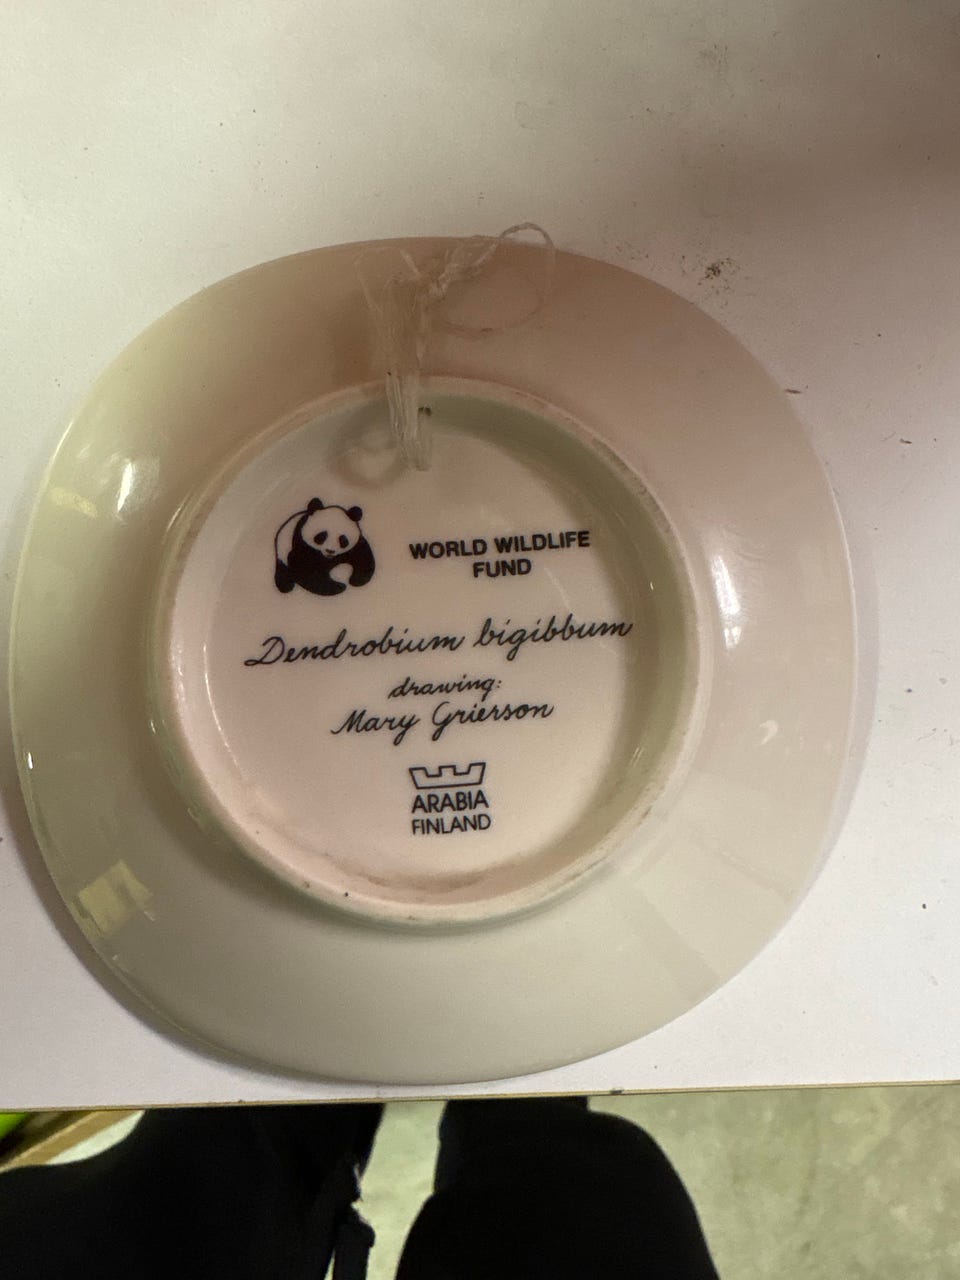 WORLD WILDLIFE
FUND
Dendrobium bigibbum
drawing:
Mary Grierson
ARABIA
FINLAND